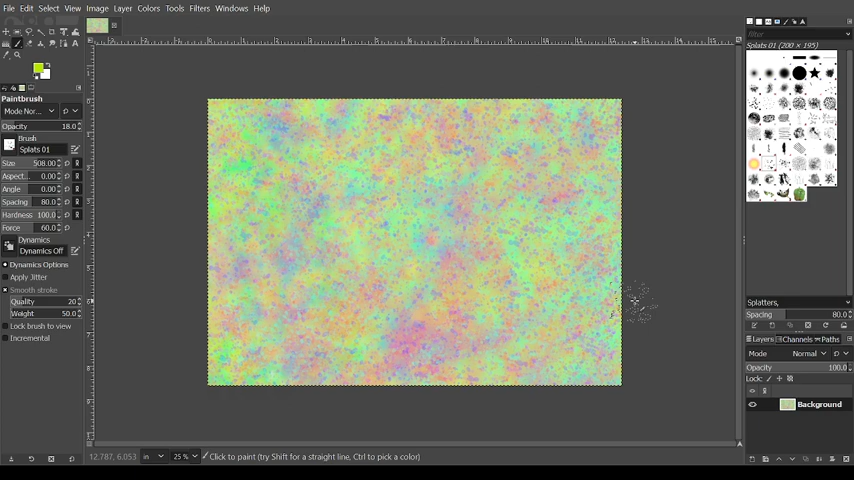 File Edit Select View Image Layer Colors Tools Filters Windows Help
Paintbrush
Mode Nor...
Opacity 18.0
Brush
Splats 01
Size 508.00
Aspect... 0.00
Angle 0.00
Spacing 80.0
Hardness 100.0
Force 60.0
Dynamics
Dynamics Off
Dynamics Options
Apply Jitter
Smooth stroke
Quality 20
Weight 50.0
Lock brush to view
Incremental
12.787, 6.053 in 25 % Click to paint (try Shift for a straight line, Ctrl to pick a color)
filter
Splats 01 (200 × 195)
Splatters,
Spacing 80.0
Layers Channels Paths
Mode Normal
Opacity 100.0
Lock:
Background